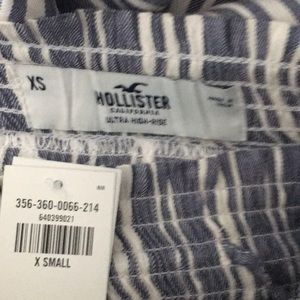 XS
HOLLISTER
CALIFORNIA
ULTRA HIGH-RISE
356-360-0066-214
640399021
X SMALL